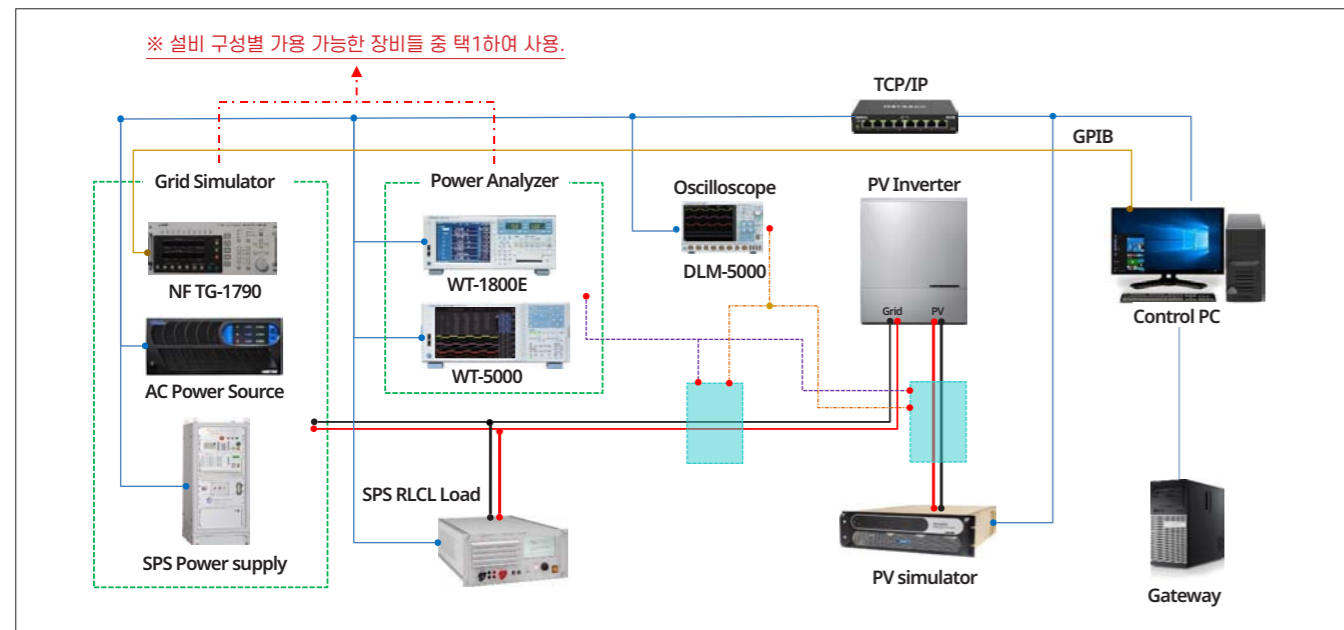 ※ 설비 구성별 가용 가능한 장비들 중 택1하여 사용.
TCP/IP
GPIB
Grid Simulator
Power Analyzer
Oscilloscope
PV Inverter
NF TG-1790
WT-1800E
DLM-5000
Grid PV
Control PC
AC Power Source
WT-5000
SPS RLCL Load
SPS Power supply
PV simulator
Gateway